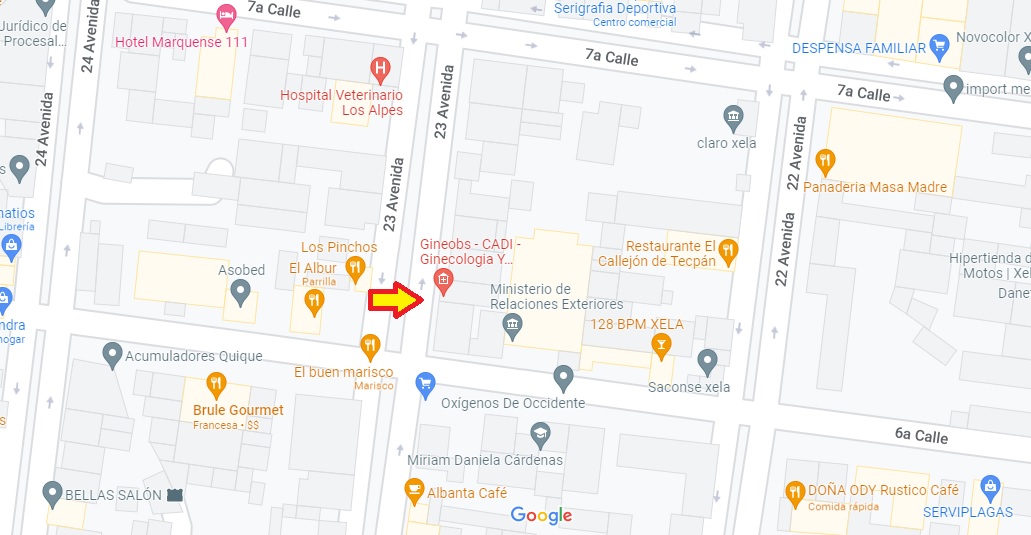 7a Calle
Serigrafia Deportiva
Centro comercial
Jurídico de
Procesal...
24 Avenida
Hotel Marquense 111
7a Calle
DESPENSA FAMILIAR
Novocolor X
Hospital Veterinario
Los Alpes
23 Avenida
7a Calle
import me
24 Avenida
claro xela
22 Avenida
s
Panaderia Masa Madre
23 Avenida
natios
Librería
Gineobs - CADI -
Ginecologia Y...
Los Pinchos
Restaurante El
Callejón de Tecpán
22 Avenida
Hipertienda d
Motos | Xel
Dane
Asobed
El Albur
Parrilla
Ministerio de
Relaciones Exteriores
ndra
ogar
128 BPM XELA
Acumuladores Quique
El buen marisco
Marisco
Saconse xela
Brule Gourmet
Francesa • $$
Oxígenos De Occidente
6a Calle
s
Miriam Daniela Cárdenas
BELLAS SALÓN
Albanta Café
DOÑA ODY Rustico Café
Comida rápida
SERVIPLAGAS
Google